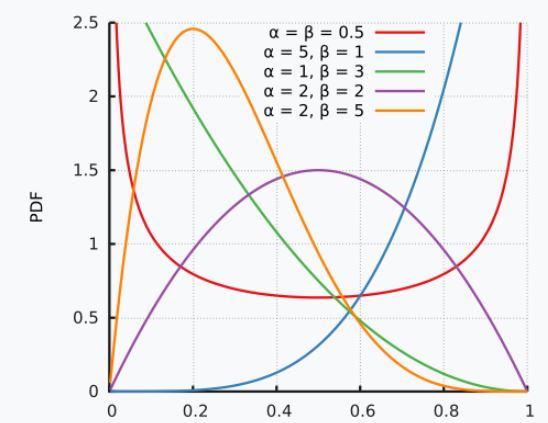 2.5
α = β = 0.5
α = 5, β = 1
α = 1, β = 3
α = 2, β = 2
α = 2, β = 5
2
1.5
PDF
1
0.5
0
0 0.2 0.4 0.6 0.8 1